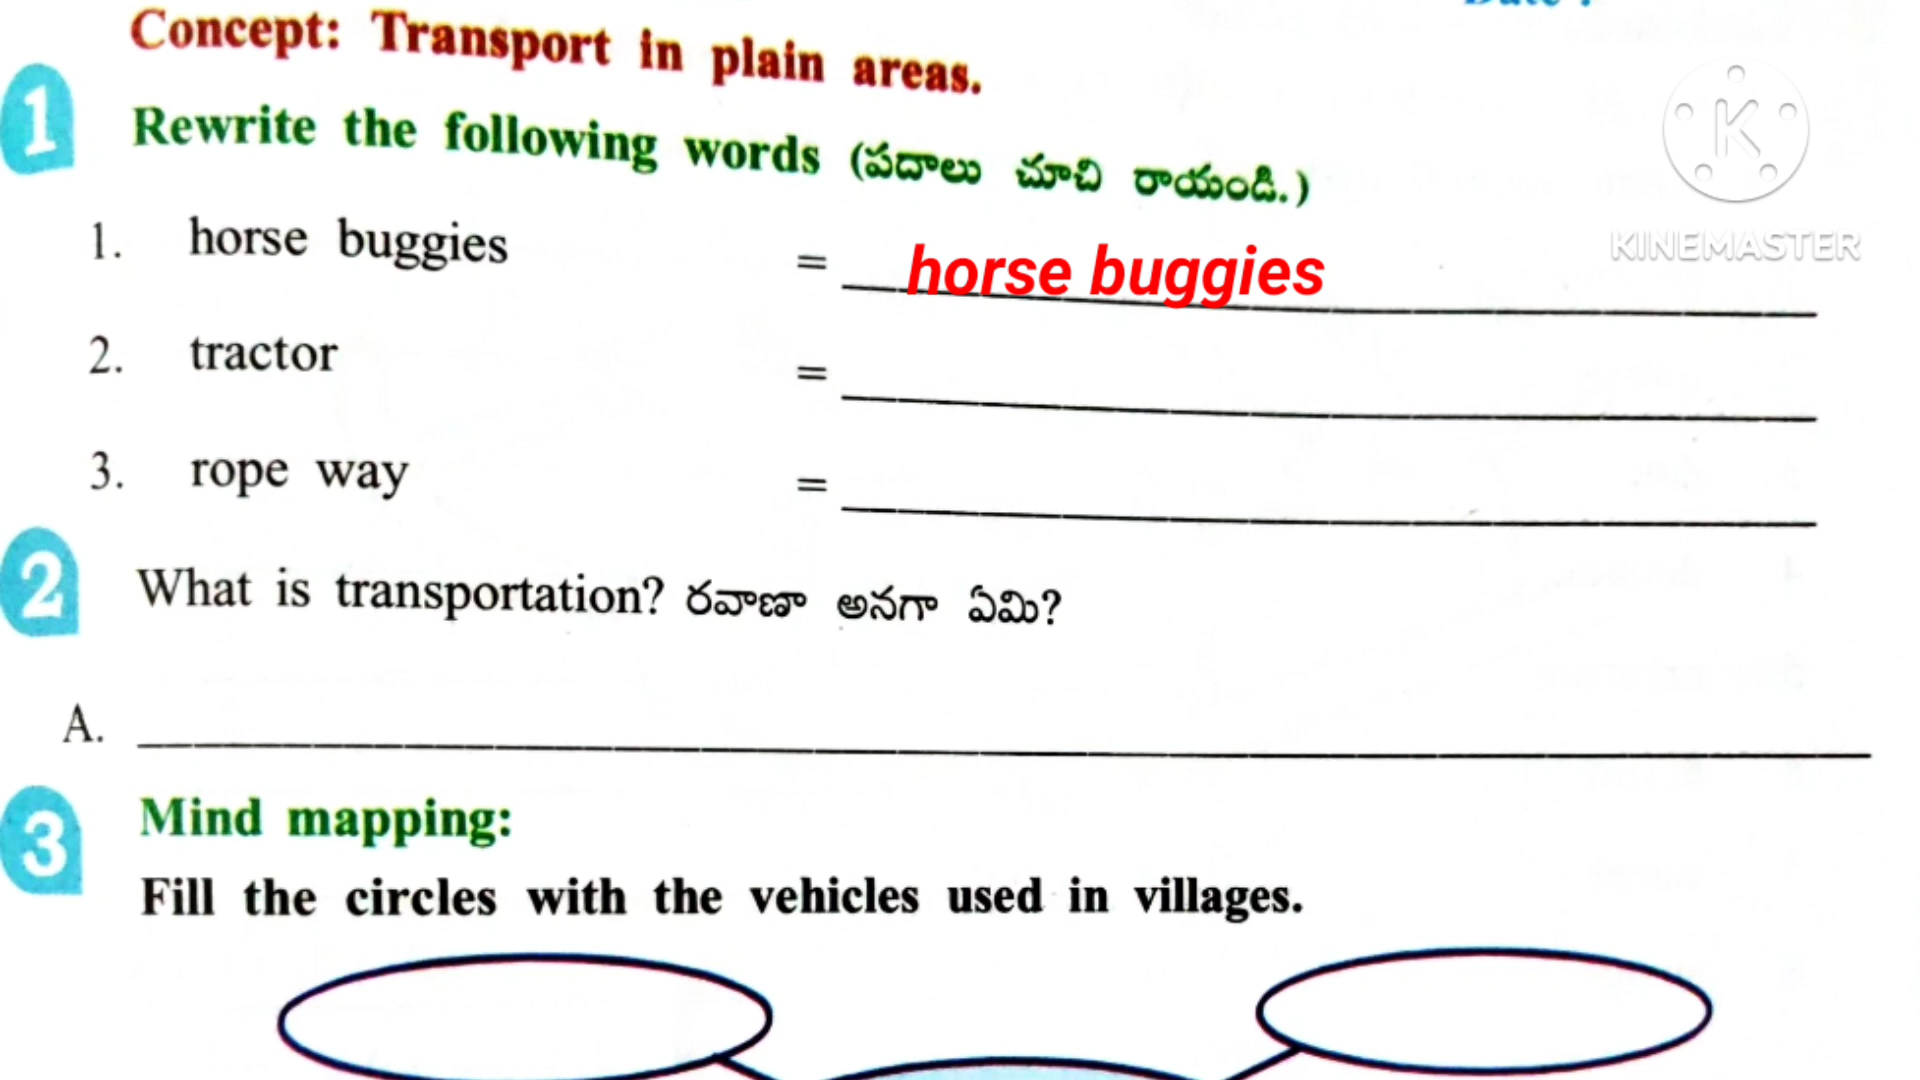 Concept: Transport in plain areas.
1
Rewrite the following words (పదాలు చూచి రాయండి.)
K
KINEMASTER
1. horse buggies = horse buggies
2. tractor =
3. rope way =
2
What is transportation? రవాణా అనగా ఏమి?
A.
3
Mind mapping:
Fill the circles with the vehicles used in villages.